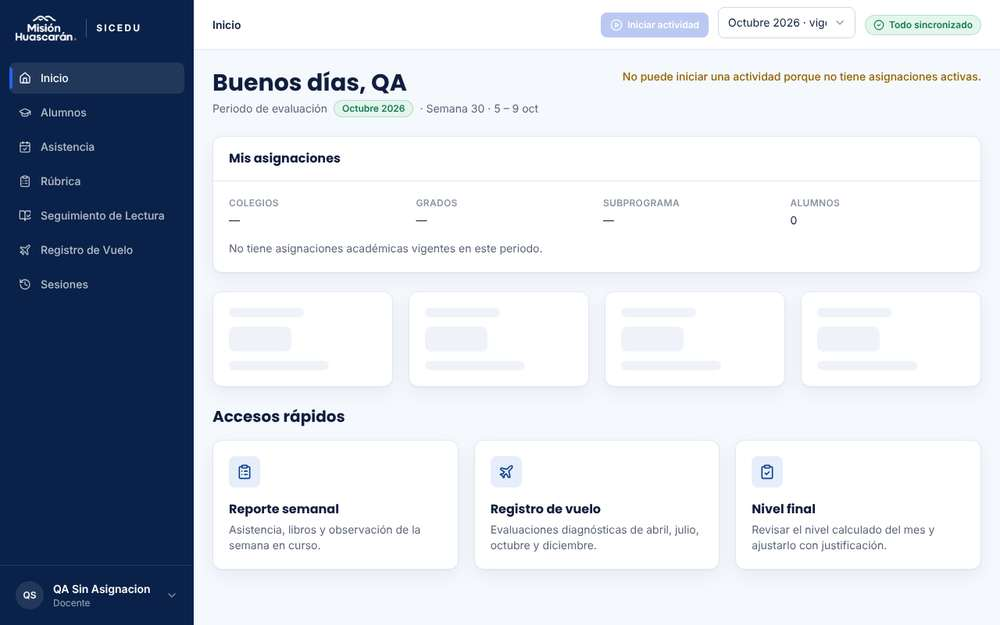 Misión
Huascarán.
SICEDU
Inicio
Alumnos
Asistencia
Rúbrica
Seguimiento de Lectura
Registro de Vuelo
Sesiones
QS
QA Sin Asignacion
Docente
Inicio
Iniciar actividad
Octubre 2026 · vige
Todo sincronizado
Buenos días, QA
No puede iniciar una actividad porque no tiene asignaciones activas.
Periodo de evaluación Octubre 2026 · Semana 30 · 5 – 9 oct
Mis asignaciones
COLEGIOS
—
GRADOS
—
SUBPROGRAMA
—
ALUMNOS
0
No tiene asignaciones académicas vigentes en este periodo.
Accesos rápidos
Reporte semanal
Asistencia, libros y observación de la
semana en curso.
Registro de vuelo
Evaluaciones diagnósticas de abril, julio,
octubre y diciembre.
Nivel final
Revisar el nivel calculado del mes y
ajustarlo con justificación.